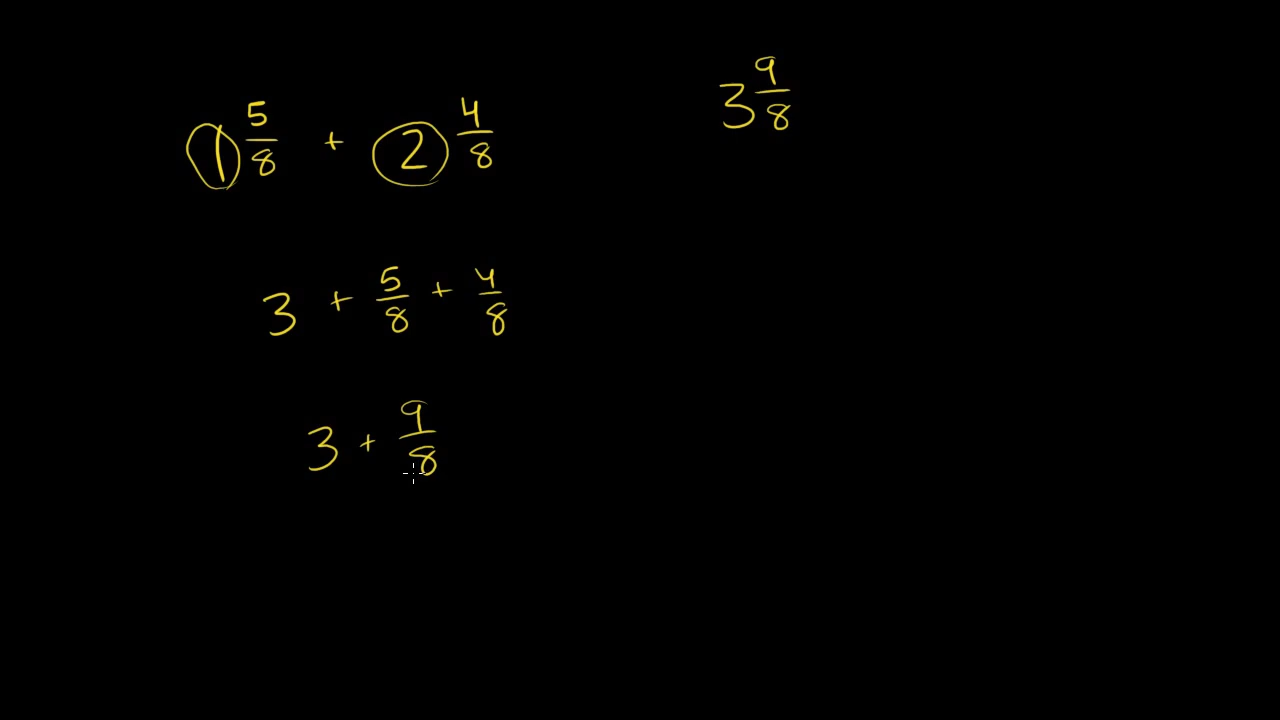 1 5/8 + 2 4/8
3 9/8
3 + 5/8 + 4/8
3 + 9/8